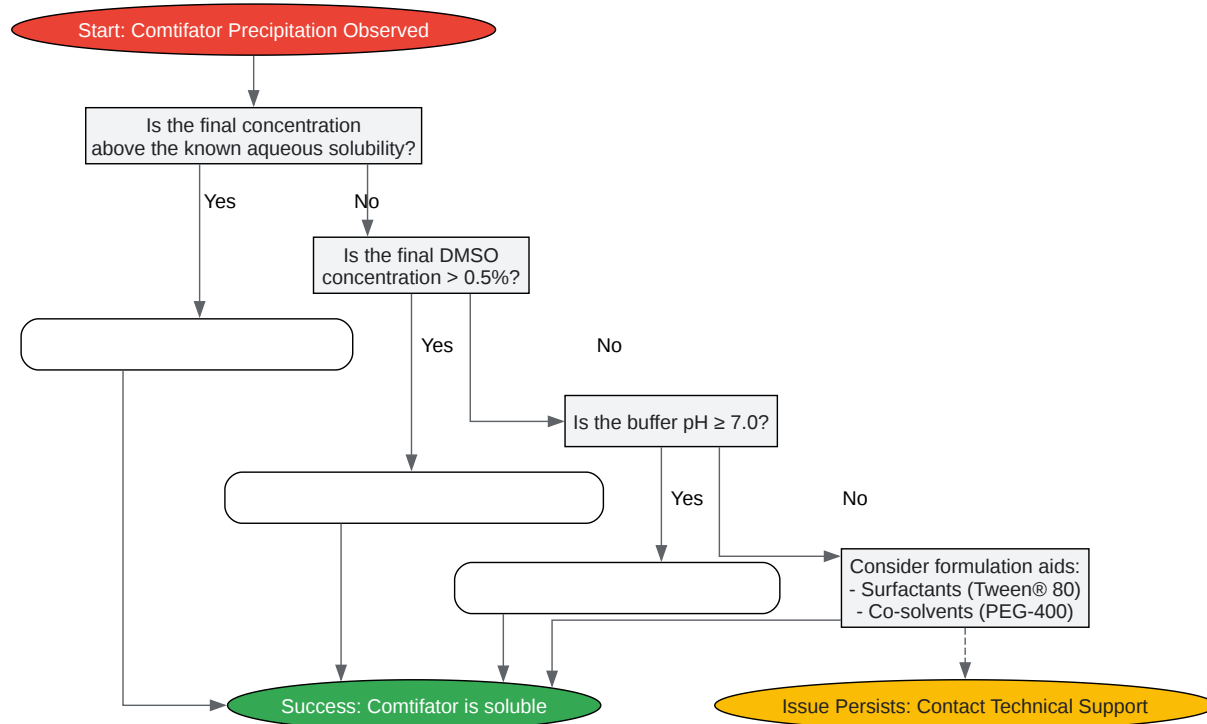 Start: Comtifator Precipitation Observed
Is the final concentration
above the known aqueous solubility?
Yes
No
Is the final DMSO
concentration > 0.5%?
Yes
No
Is the buffer pH ≥ 7.0?
Yes
No
Consider formulation aids:
- Surfactants (Tween® 80)
- Co-solvents (PEG-400)
Success: Comtifator is soluble
Issue Persists: Contact Technical Support